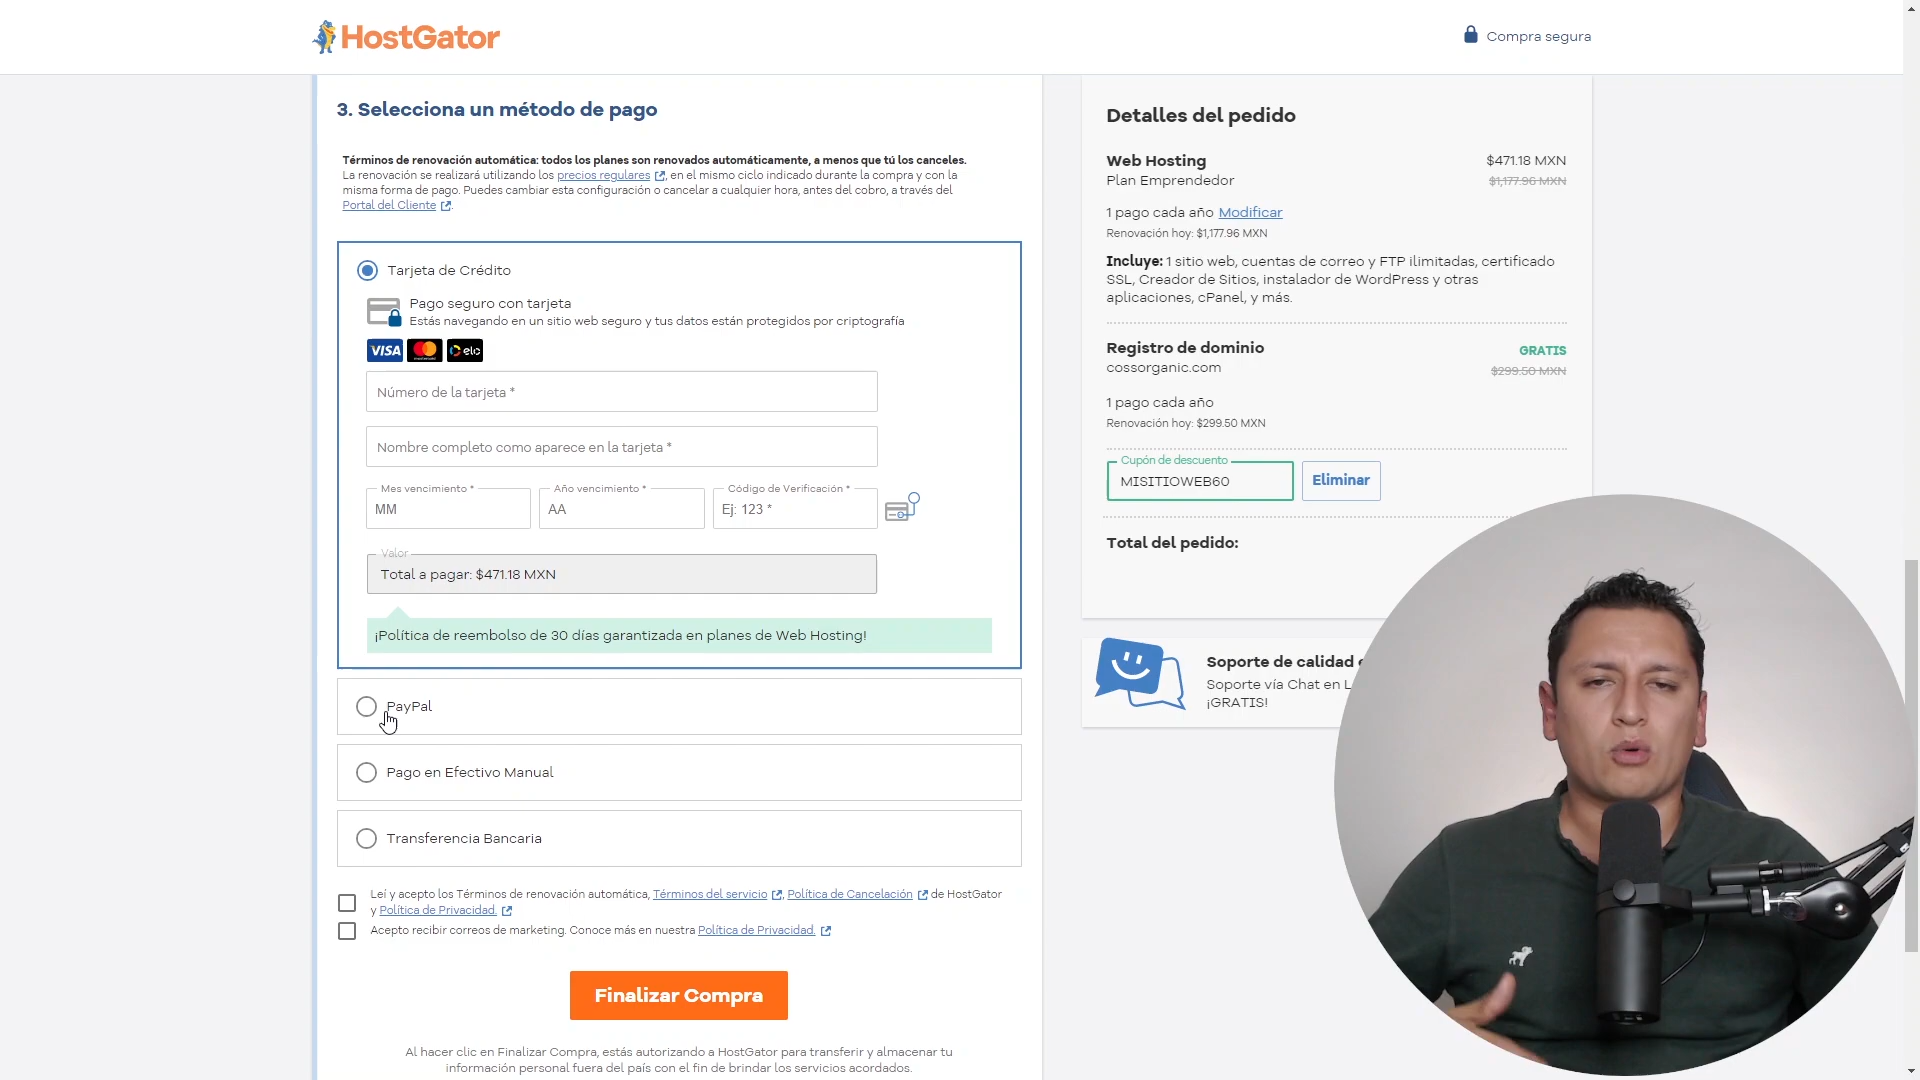 HostGator
Compra segura
3. Selecciona un método de pago
Términos de renovación automática: todos los planes son renovados automáticamente, a menos que tú los canceles.
La renovación se realizará utilizando los precios regulares, en el mismo ciclo indicado durante la compra y con la
misma forma de pago. Puedes cambiar esta configuración o cancelar a cualquier hora, antes del cobro, a través del
Portal del Cliente.
Tarjeta de Crédito
Pago seguro con tarjeta
Estás navegando en un sitio web seguro y tus datos están protegidos por criptografía
VISA
elo
Número de la tarjeta *
Nombre completo como aparece en la tarjeta *
Mes vencimiento *
Año vencimiento *
Código de Verificación *
MM
AA
Ej: 123 *
Valor
Total a pagar: $471.18 MXN
¡Política de reembolso de 30 días garantizada en planes de Web Hosting!
PayPal
Pago en Efectivo Manual
Transferencia Bancaria
Leí y acepto los Términos de renovación automática, Términos del servicio, Política de Cancelación de HostGator
y Política de Privacidad.
Acepto recibir correos de marketing. Conoce más en nuestra Política de Privacidad.
Finalizar Compra
Al hacer clic en Finalizar Compra, estás autorizando a HostGator para transferir y almacenar tu
información personal fuera del país con el fin de brindar los servicios acordados.
Detalles del pedido
Web Hosting
$471.18 MXN
Plan Emprendedor
$1,177.96 MXN
1 pago cada año Modificar
Renovación hoy: $1,177.96 MXN
Incluye: 1 sitio web, cuentas de correo y FTP ilimitadas, certificado
SSL, Creador de Sitios, instalador de WordPress y otras
aplicaciones, cPanel, y más.
Registro de dominio
GRATIS
cossorganic.com
$299.50 MXN
1 pago cada año
Renovación hoy: $299.50 MXN
Cupón de descuento
MISITIOWEB60
Eliminar
Total del pedido:
Soporte de calidad
Soporte vía Chat en
¡GRATIS!